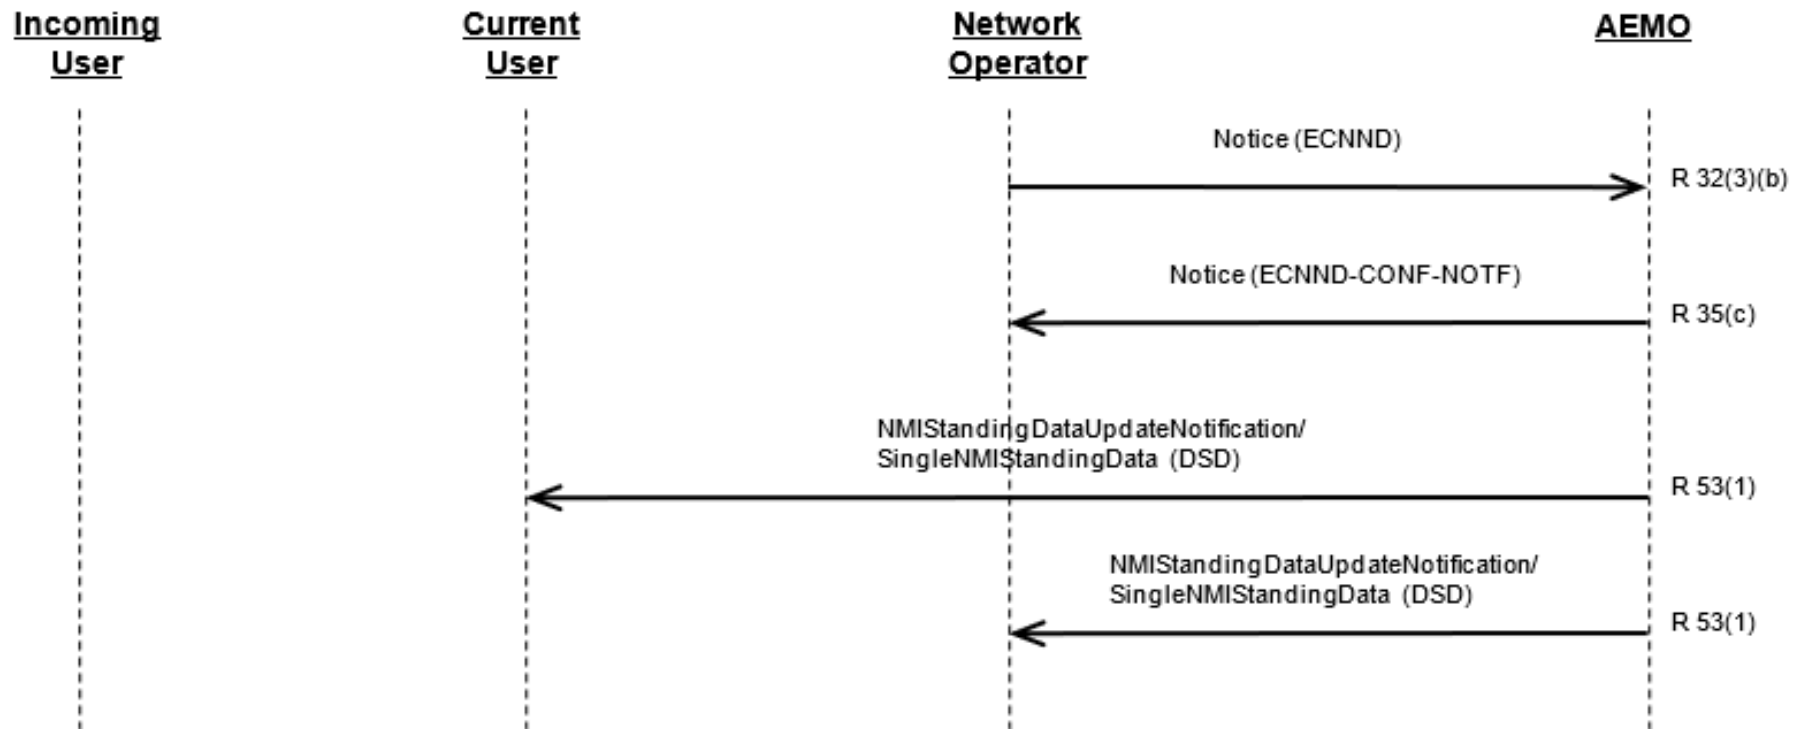 Incoming
User
Current
User
Network
Operator
AEMO
Notice (ECNND)
R 32(3)(b)
Notice (ECNND-CONF-NOTF)
R 35(c)
NMIStandingDataUpdateNotification/
SingleNMIStandingData (DSD)
R 53(1)
NMIStandingDataUpdateNotification/
SingleNMIStandingData (DSD)
R 53(1)